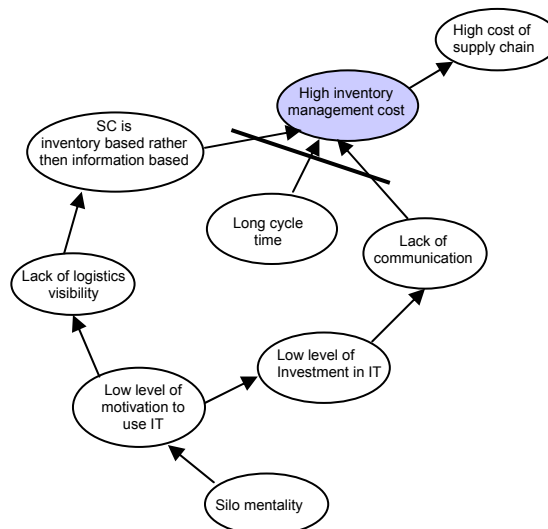 High cost of
supply chain
High inventory
management cost
SC is
inventory based rather
then information based
Long cycle
time
Lack of
communication
Lack of logistics
visibility
Low level of
Investment in IT
Low level of
motivation to
use IT
Silo mentality